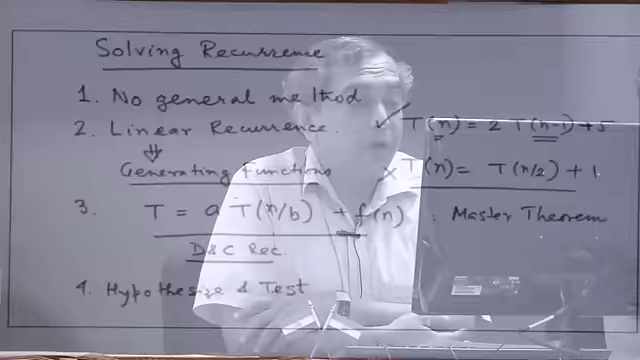 Solving Recurrence
1. No general method
2. Linear Recurrence. ✓ T(n) = 2 T(n-1) + 5
⇓
Generating Functions × T(n) = T(n/2) + 1
3. T = a T(n/b) + f(n) : Master Theorem
D&C Rec.
4. Hypothesize & Test